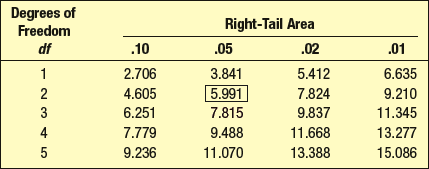 Degrees of
Freedom
df
Right-Tail Area
.10 .05 .02 .01
1 2.706 3.841 5.412 6.635
2 4.605 5.991 7.824 9.210
3 6.251 7.815 9.837 11.345
4 7.779 9.488 11.668 13.277
5 9.236 11.070 13.388 15.086